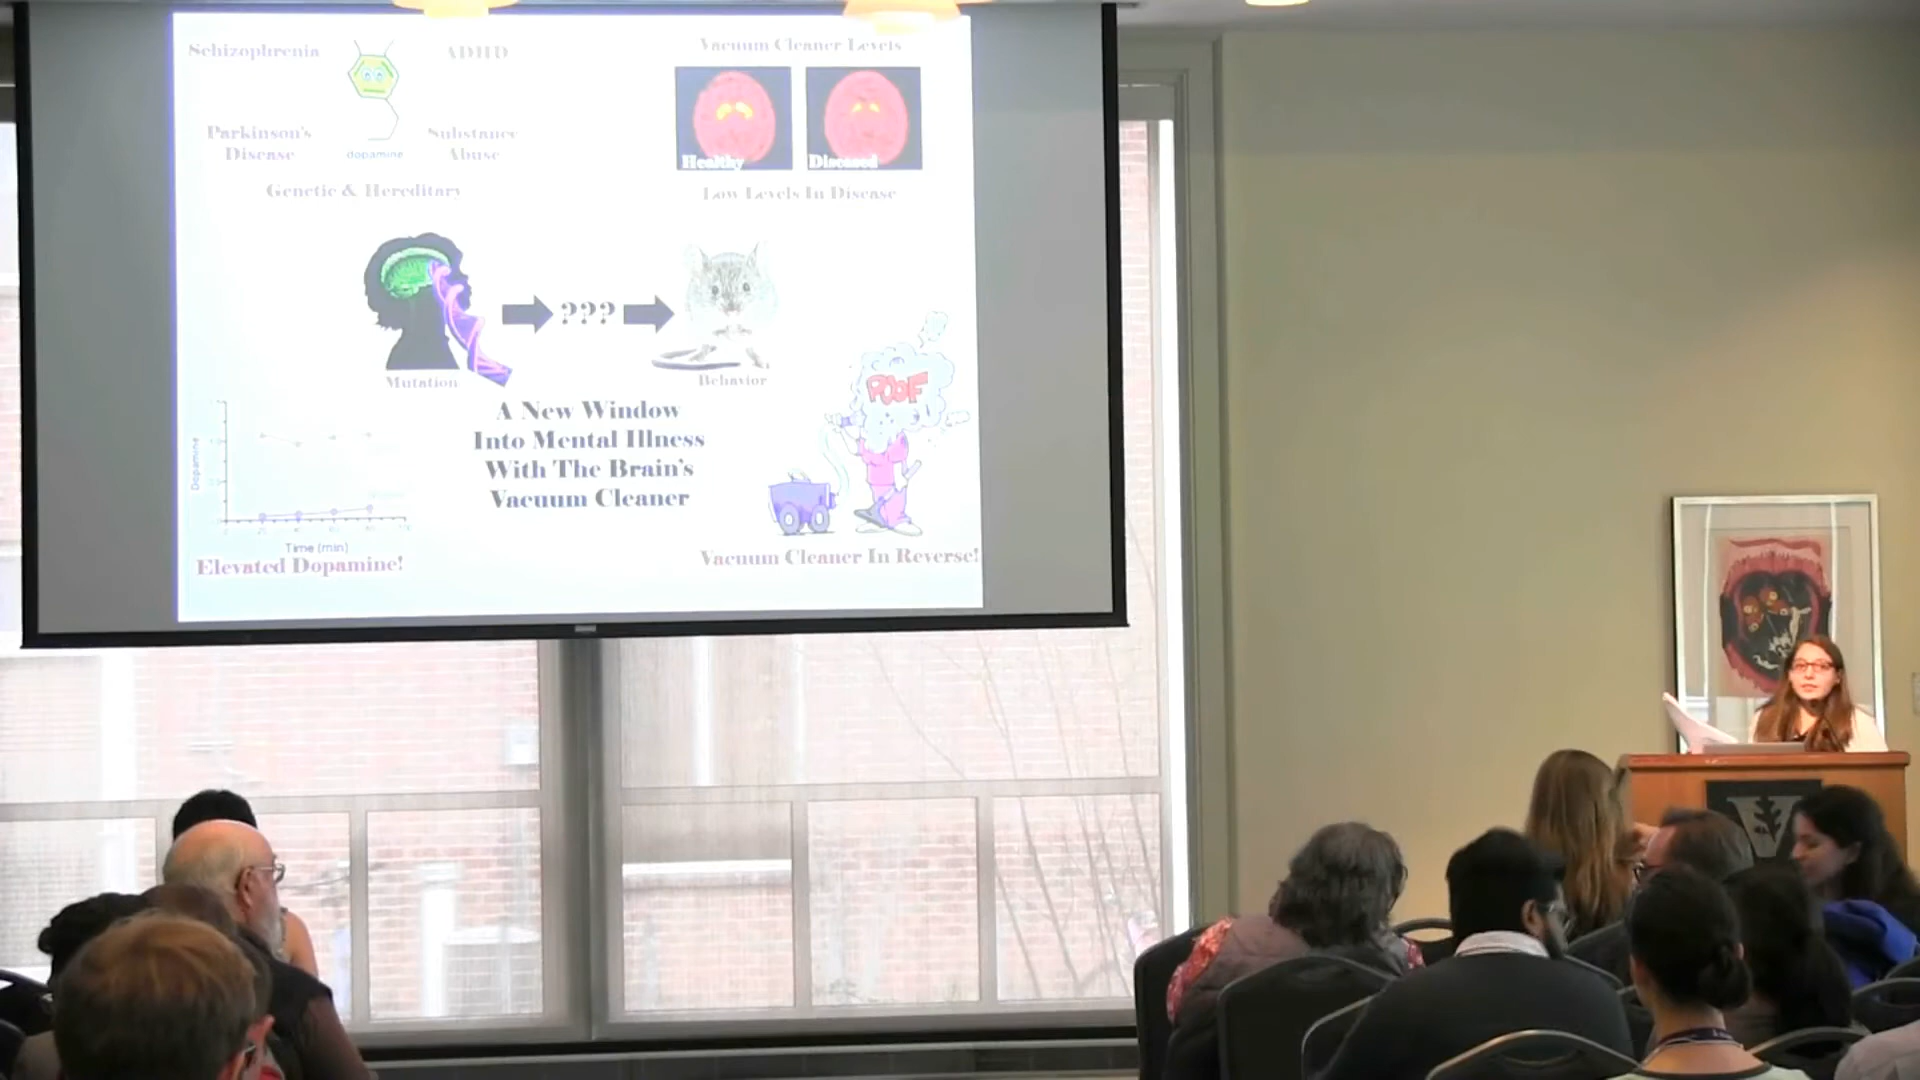 Schizophrenia
ADHD
Parkinson's
Disease
dopamine
Substance
Abuse
Genetic & Hereditary
Vacuum Cleaner Levels
Healthy
Diseased
Low Levels In Disease
???
Mutation
Behavior
POOF
A New Window
Into Mental Illness
With The Brain's
Vacuum Cleaner
Dopamine
Time (min)
Elevated Dopamine!
Vacuum Cleaner In Reverse!
V